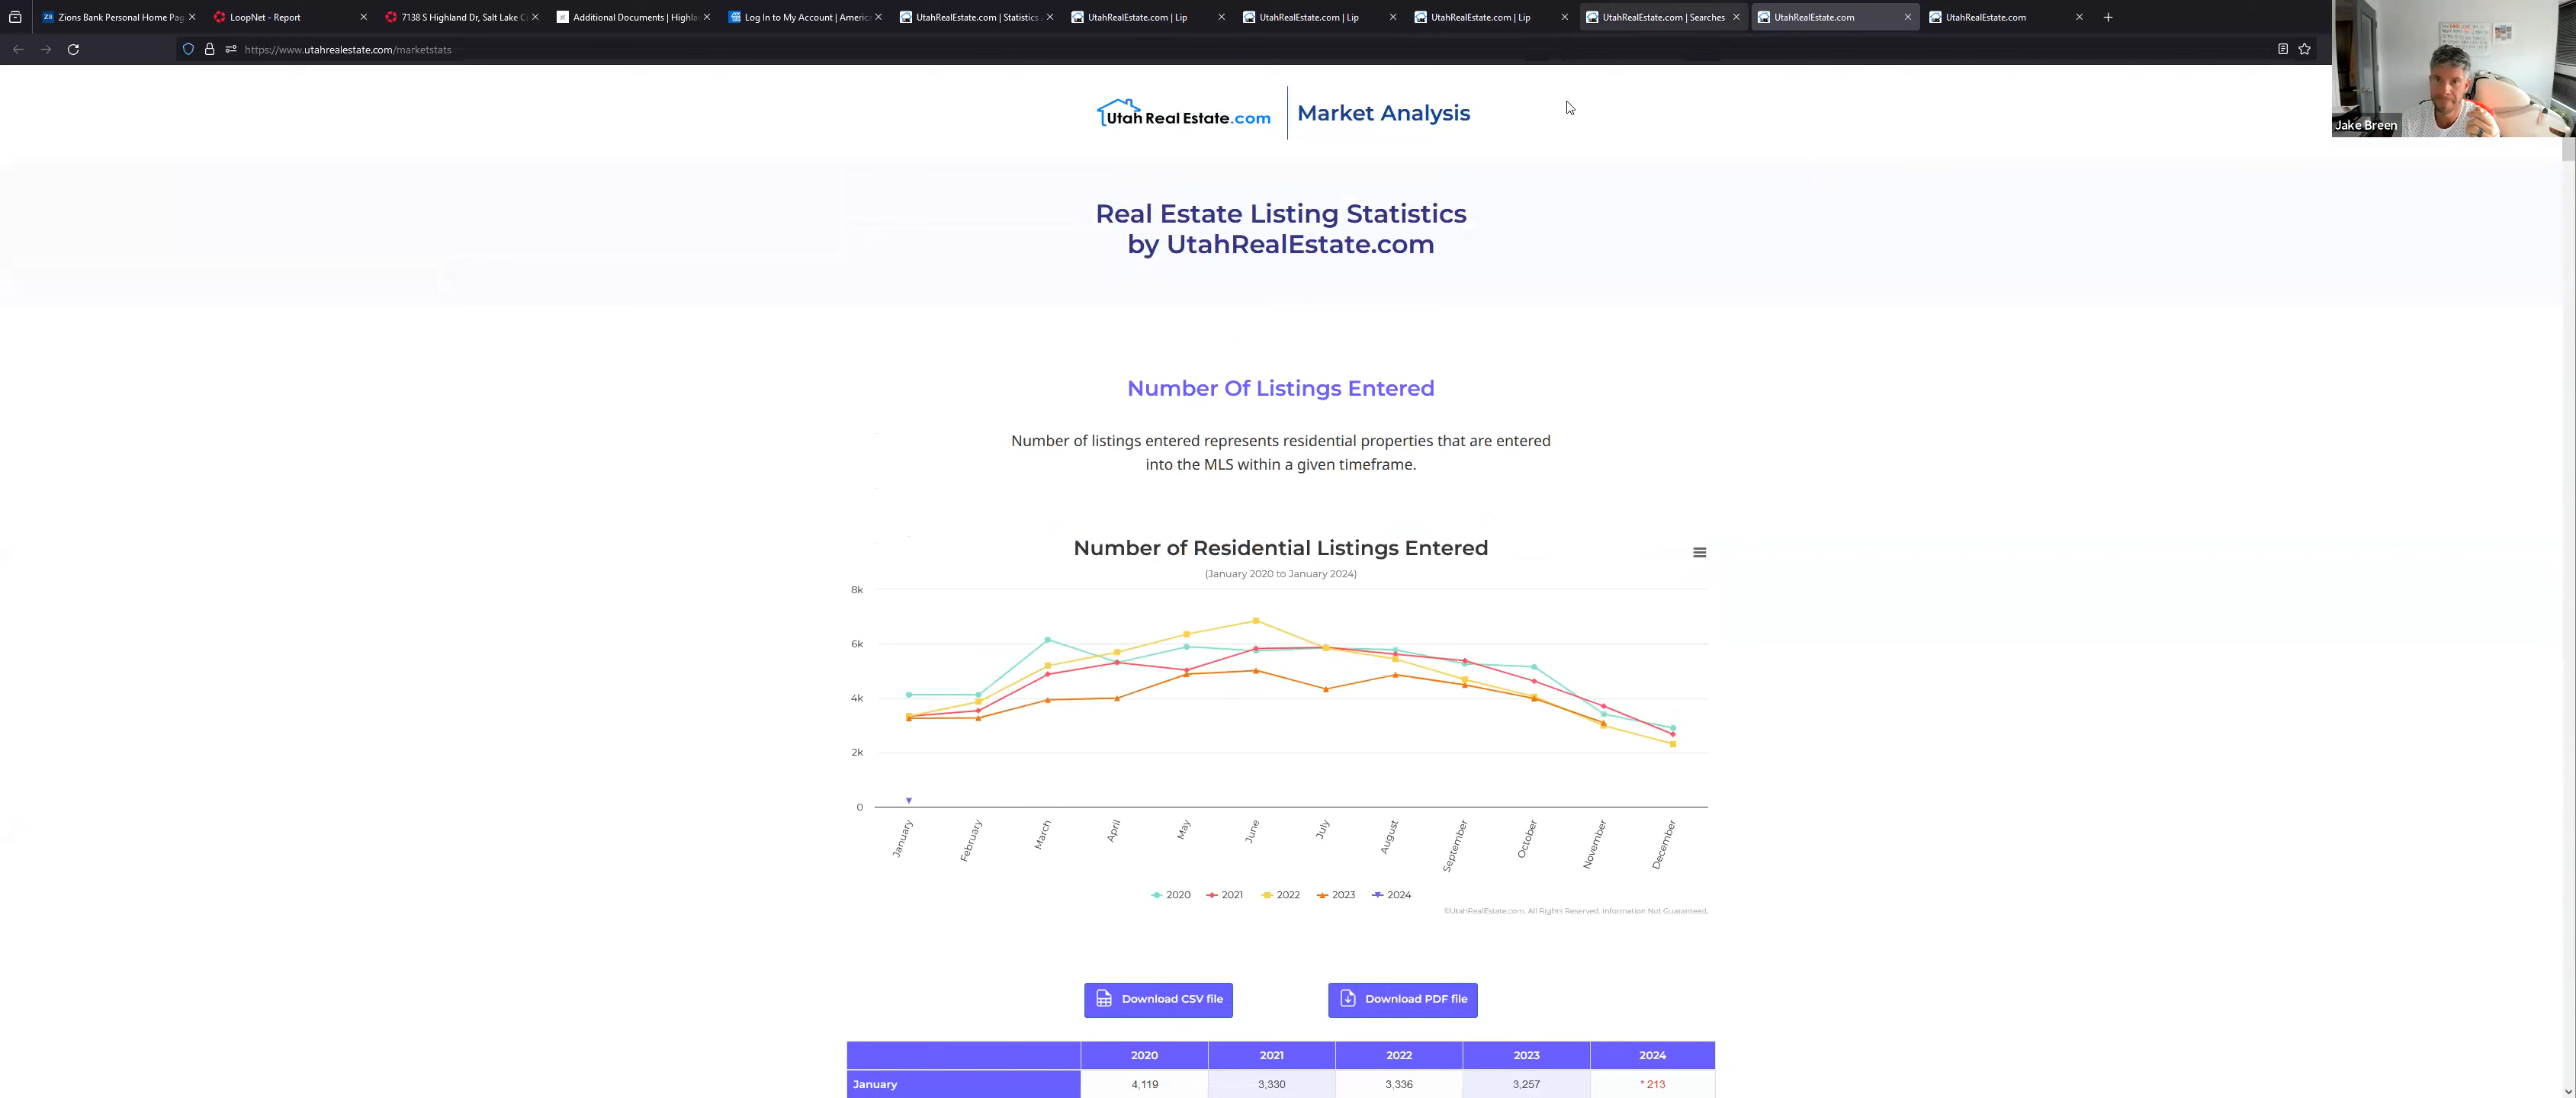 Zions Bank Personal Home Pag
LoopNet - Report
7138 S Highland Dr, Salt Lake Ci
Additional Documents | Highla
Log In to My Account | America
UtahRealEstate.com | Statistics
UtahRealEstate.com | Lip
UtahRealEstate.com | Lip
UtahRealEstate.com | Lip
UtahRealEstate.com | Searches
UtahRealEstate.com
UtahRealEstate.com
https://www.utahrealestate.com/marketstats
Jake Breen
Utah Real Estate.com
Market Analysis
Real Estate Listing Statistics
by UtahRealEstate.com
Number Of Listings Entered
Number of listings entered represents residential properties that are entered
into the MLS within a given timeframe.
Number of Residential Listings Entered
(January 2020 to January 2024)
8k
6k
4k
2k
0
January
February
March
April
May
June
July
August
September
October
November
December
2020 2021 2022 2023 2024
©UtahRealEstate.com. All Rights Reserved. Information Not Guaranteed.
Download CSV file
Download PDF file
2020 2021 2022 2023 2024
January 4,119 3,330 3,336 3,257 * 213